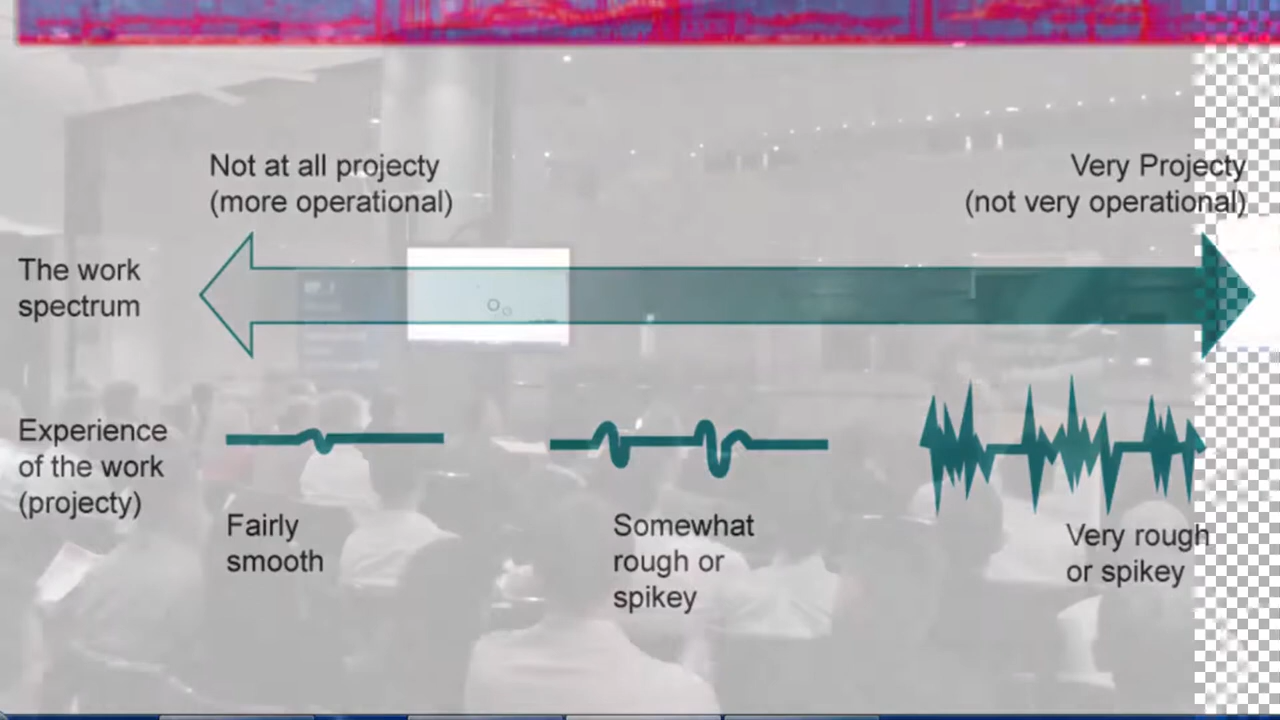 Not at all projecty
(more operational)
Very Projecty
(not very operational)
The work
spectrum
Experience
of the work
(projecty)
Fairly
smooth
Somewhat
rough or
spikey
Very rough
or spikey